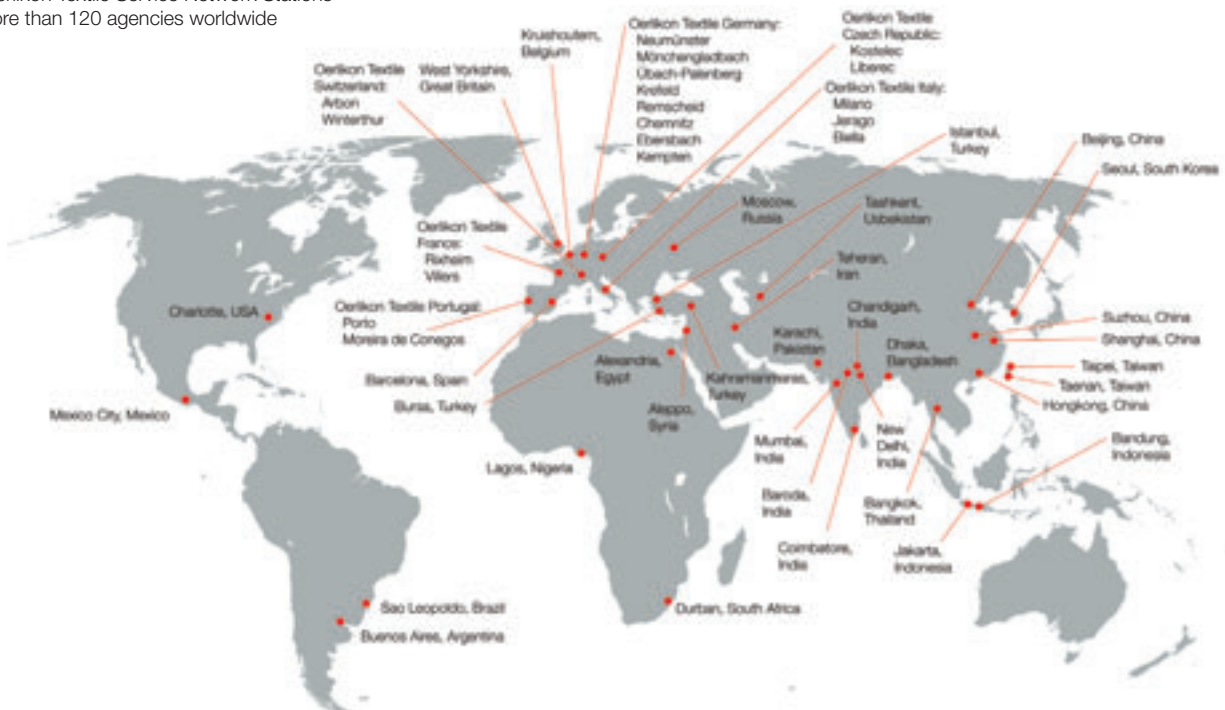 Textile Service Network Stations
ore than 120 agencies worldwide
Kruishoutem,
Belgium
Oerlikon Textile Germany:
Neumünster
Mönchengladbach
Übach-Palenberg
Krefeld
Remscheid
Chemnitz
Ebersbach
Kempten
Oerlikon Textile
Czech Republic:
Kostelec
Liberec
Oerlikon Textile
Switzerland:
Arbon
Winterthur
West Yorkshire,
Great Britain
Oerlikon Textile Italy:
Milano
Jerago
Biella
Istanbul,
Turkey
Beijing, China
Seoul, South Korea
Moscow,
Russia
Tashkent,
Usbekistan
Oerlikon Textile
France:
Rixheim
Villers
Teheran,
Iran
Charlotte, USA
Oerlikon Textile Portugal:
Porto
Moreira de Conegos
Chandigarh,
India
Suzhou, China
Shanghai, China
Karachi,
Pakistan
Dhaka,
Bangladesh
Alexandria,
Egypt
Taipei, Taiwan
Barcelona, Spain
Kahramanmaras,
Turkey
Taenan, Taiwan
Bursa, Turkey
Aleppo,
Syria
Hongkong, China
Mexico City, Mexico
Mumbai,
India
New
Delhi,
India
Bandung,
Indonesia
Lagos, Nigeria
Baroda,
India
Bangkok,
Thailand
Coimbatore,
India
Jakarta,
Indonesia
Sao Leopoldo, Brazil
Durban, South Africa
Buenos Aires, Argentina